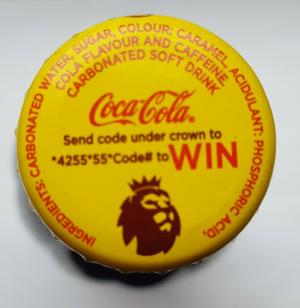 INGREDIENTS: CARBONATED WATER, SUGAR, COLOUR: CARAMEL, ACIDULANT: PHOSPHORIC ACID,
COLA FLAVOUR AND CAFFEINE
CARBONATED SOFT DRINK
Coca-Cola
Send code under crown to
*4255*55*Code# to WIN